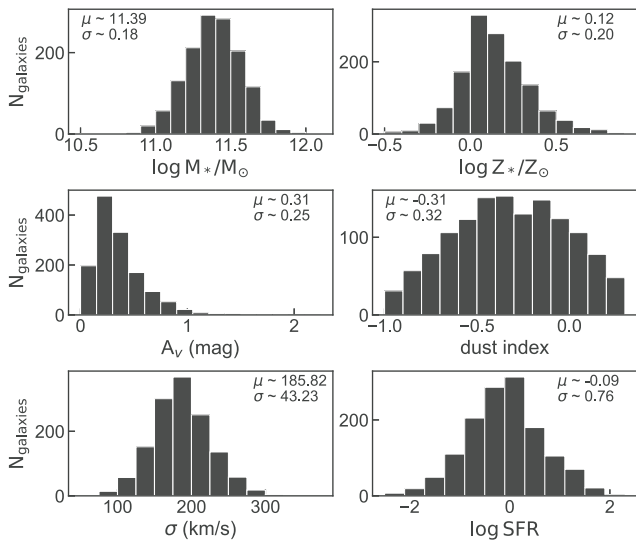 μ ~ 11.39
σ ~ 0.18
N_galaxies
200
0
10.5 11.0 11.5 12.0
log M_*/M_⊙
μ ~ 0.12
σ ~ 0.20
200
0
−0.5 0.0 0.5
log Z_*/Z_⊙
μ ~ 0.31
σ ~ 0.25
N_galaxies
400
200
0
0 1 2
A_v (mag)
μ ~ -0.31
σ ~ 0.32
100
0
−1.0 −0.5 0.0
dust index
μ ~ 185.82
σ ~ 43.23
N_galaxies
200
0
100 200 300
σ (km/s)
μ ~ -0.09
σ ~ 0.76
200
0
−2 0 2
log SFR